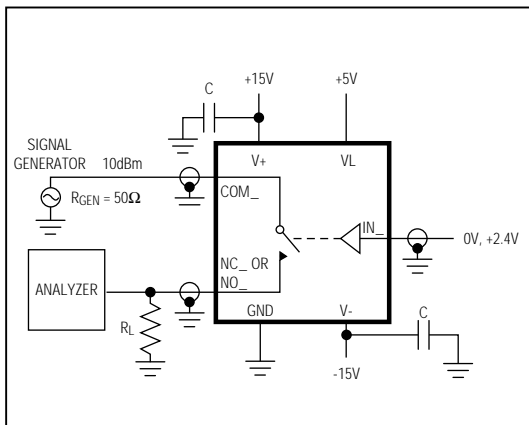 +15V
+5V
C
SIGNAL
GENERATOR
10dBm
V+
VL
COM_
RGEN = 50Ω
IN_
0V, +2.4V
NC_ OR
NO_
ANALYZER
RL
GND
V-
C
-15V